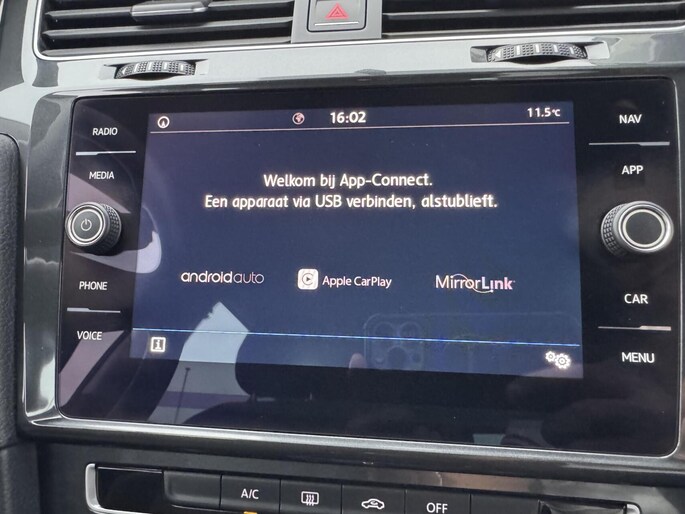 16:02
11.5°C
RADIO
MEDIA
PHONE
VOICE
Welkom bij App-Connect.
Een apparaat via USB verbinden, alstublieft.
androidauto
Apple CarPlay
MirrorLink™
NAV
APP
CAR
MENU
A/C
OFF